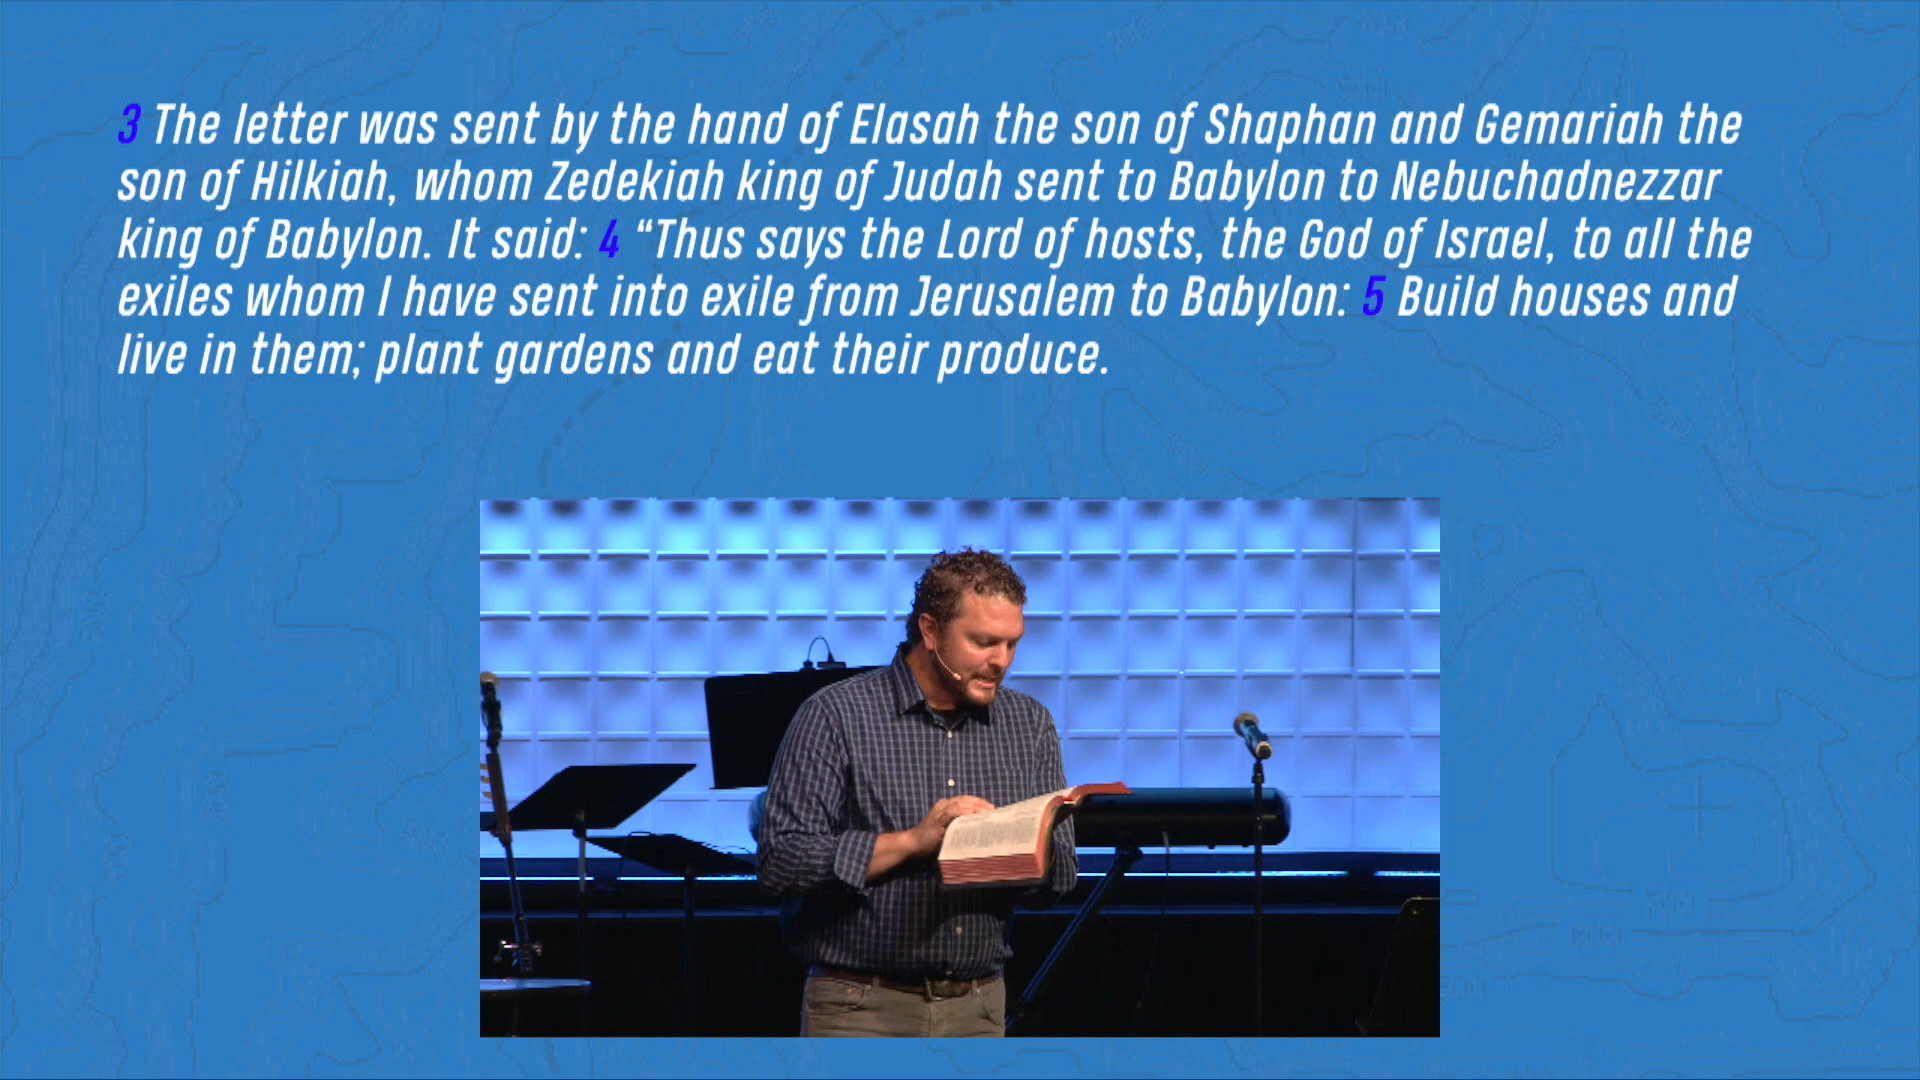 3 The letter was sent by the hand of Elasah the son of Shaphan and Gemariah the
son of Hilkiah, whom Zedekiah king of Judah sent to Babylon to Nebuchadnezzar
king of Babylon. It said: 4 “Thus says the Lord of hosts, the God of Israel, to all the
exiles whom I have sent into exile from Jerusalem to Babylon: 5 Build houses and
live in them; plant gardens and eat their produce.